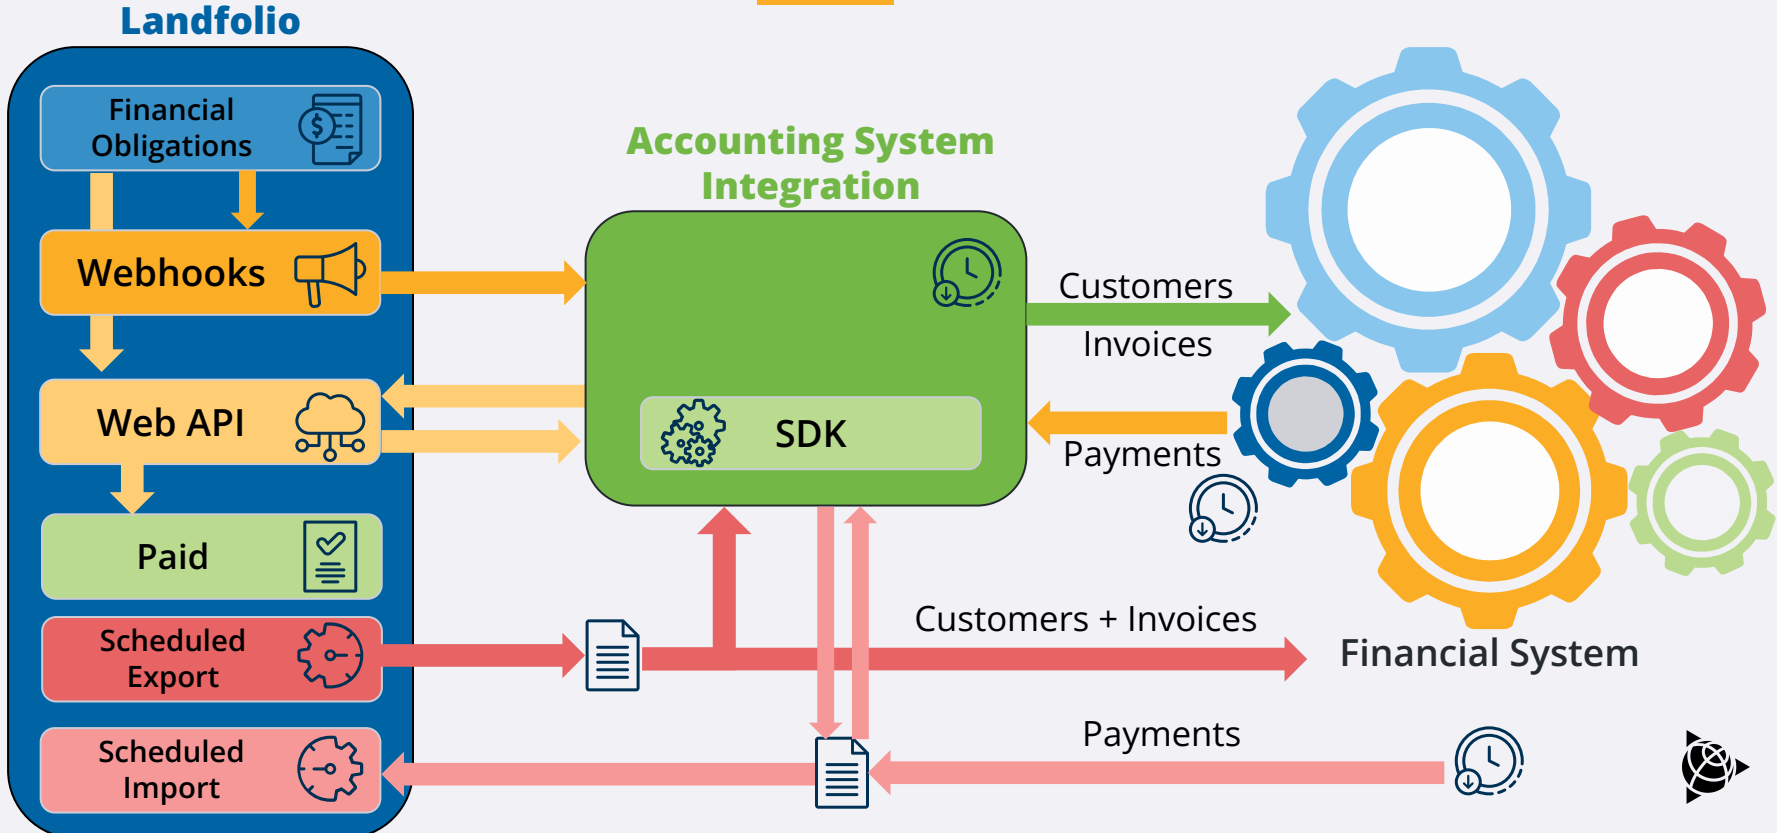 Landfolio
Financial
Obligations
Webhooks
Web API
Paid
Scheduled
Export
Scheduled
Import
Accounting System
Integration
SDK
Customers
Invoices
Payments
Customers + Invoices
Financial System
Payments